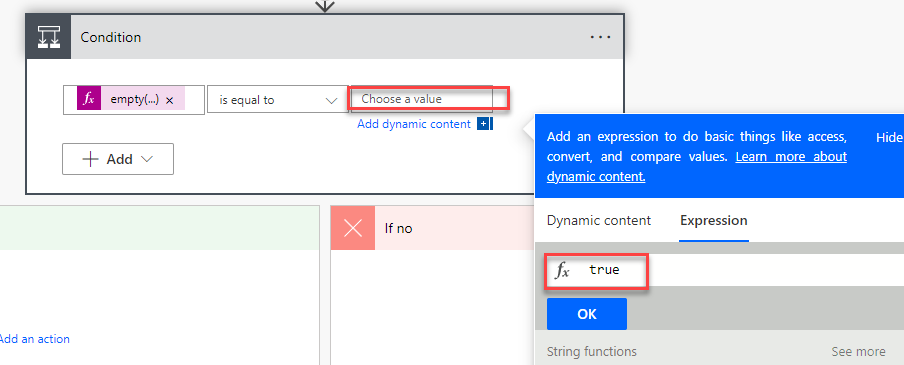 Condition
...
fx empty(...) ×
is equal to
Choose a value
Add dynamic content
+ Add
Add an expression to do basic things like access,
convert, and compare values. Learn more about
dynamic content.
Hide
Dynamic content
Expression
fx true
OK
String functions
See more
If no
Add an action